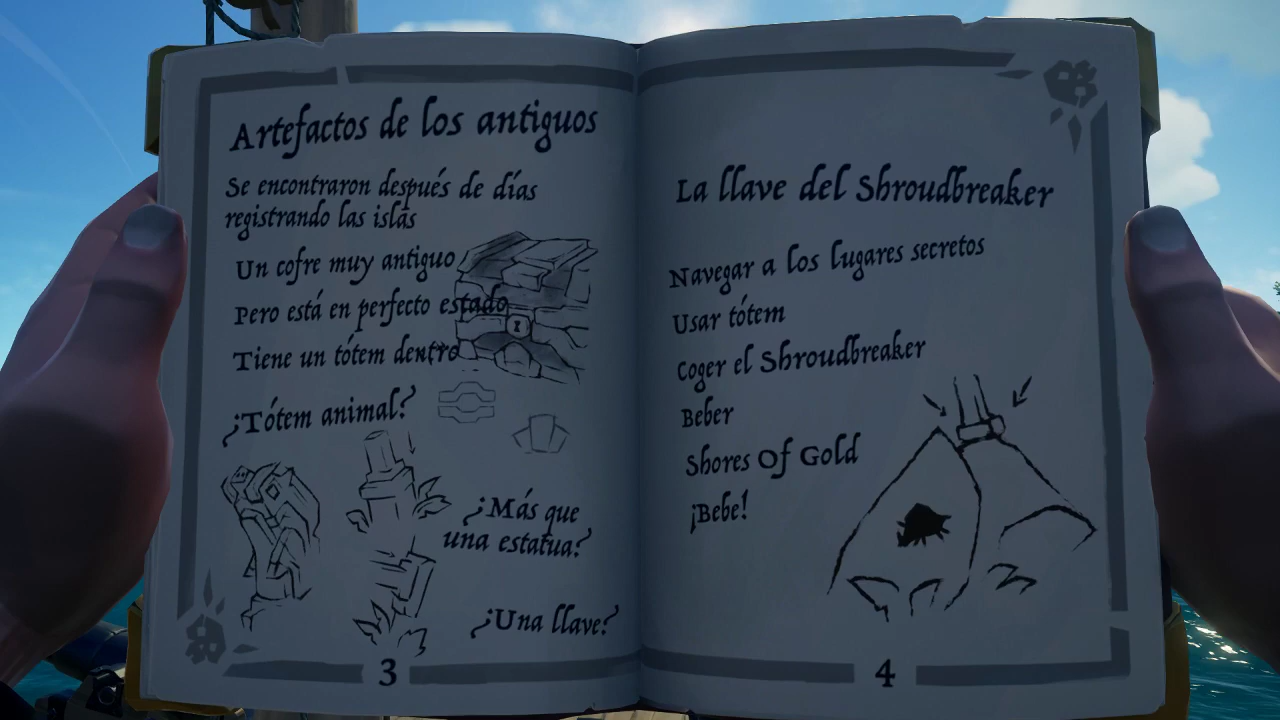 Artefactos de los antiguos
Se encontraron después de días
registrando las islas
Un cofre muy antiguo
Pero está en perfecto estado
Tiene un tótem dentro
¿Tótem animal?
¿Más que
una estatua?
¿Una llave?
3
La llave del Shroudbreaker
Navegar a los lugares secretos
Usar tótem
Coger el Shroudbreaker
Beber
Shores Of Gold
¡Bebe!
4